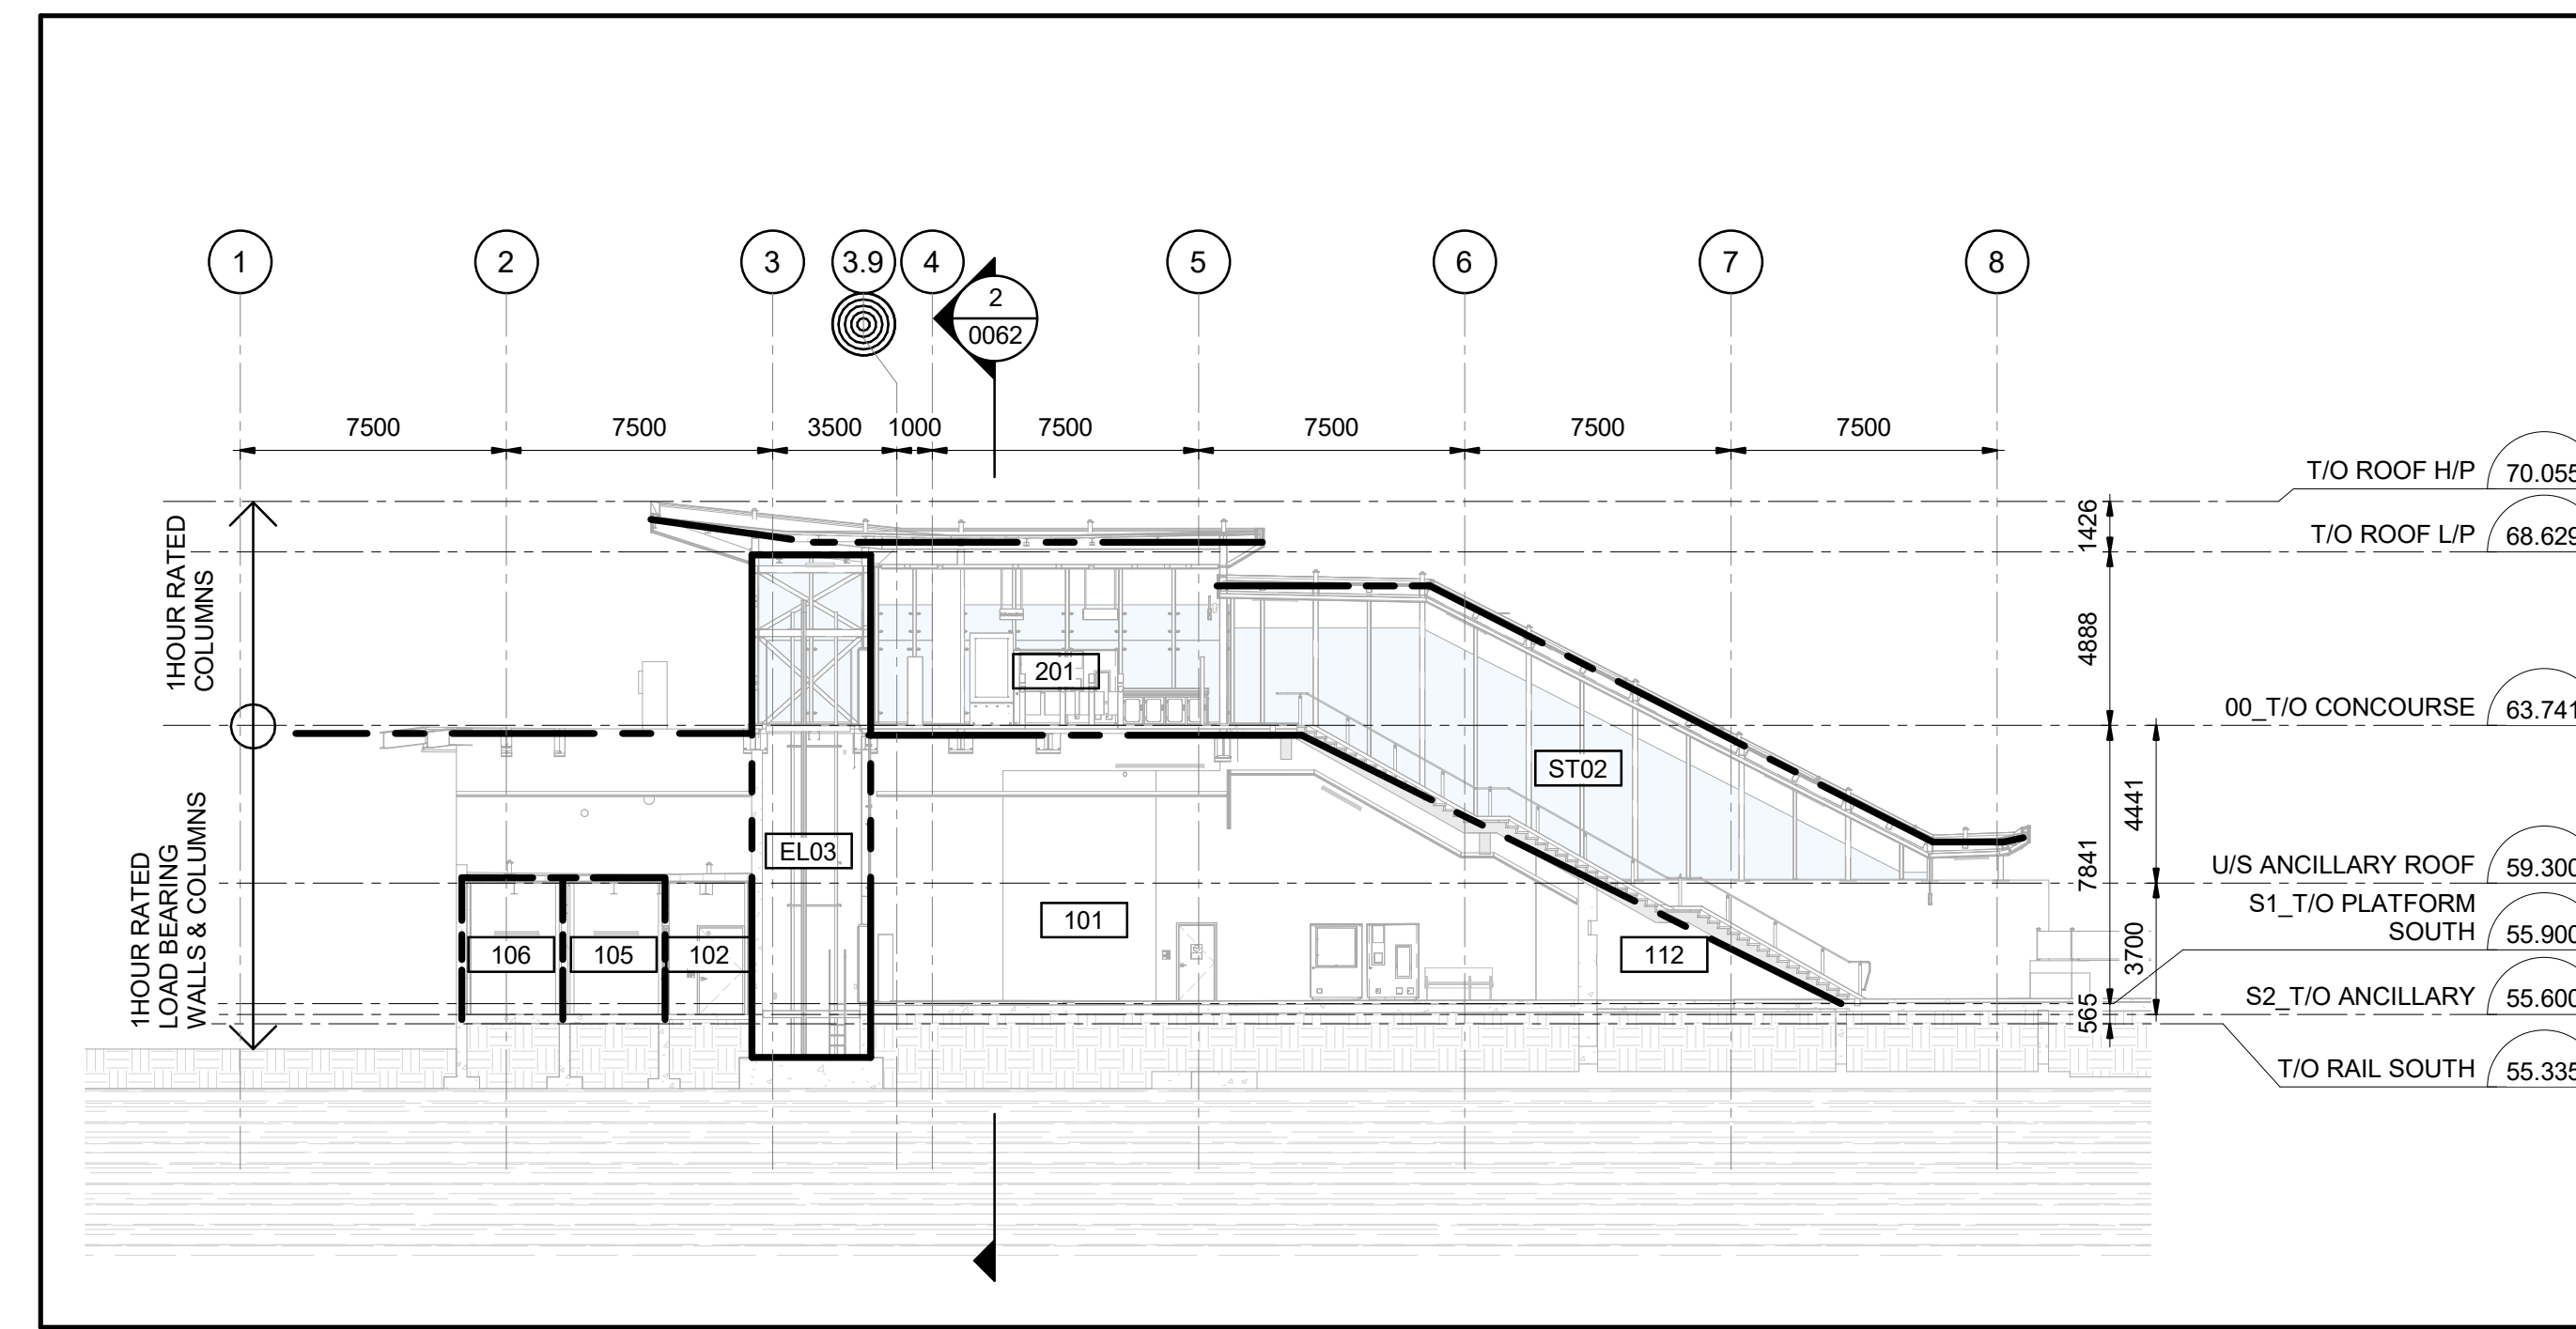 1
2
3
3.9
4
5
6
7
8
2
0062
7500
7500
3500
1000
7500
7500
7500
7500
T/O ROOF H/P 70.055
1426
T/O ROOF L/P 68.629
1HOUR RATED
COLUMNS
4888
201
00_T/O CONCOURSE 63.741
ST02
4441
7841
EL03
U/S ANCILLARY ROOF 59.300
1HOUR RATED
LOAD BEARING
WALLS & COLUMNS
101
S1_T/O PLATFORM
SOUTH 55.900
106
105
102
112
3700
S2_T/O ANCILLARY 55.600
565
T/O RAIL SOUTH 55.335